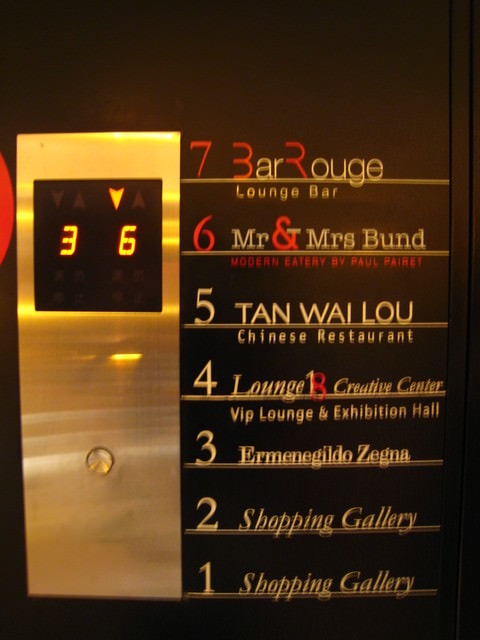 3 6
7 BarRouge
Lounge Bar
6 Mr & Mrs Bund
MODERN EATERY BY PAUL PAIRET
5 TAN WAI LOU
Chinese Restaurant
4 Lounge18 Creative Center
Vip Lounge & Exhibition Hall
3 Ermenegildo Zegna
2 Shopping Gallery
1 Shopping Gallery